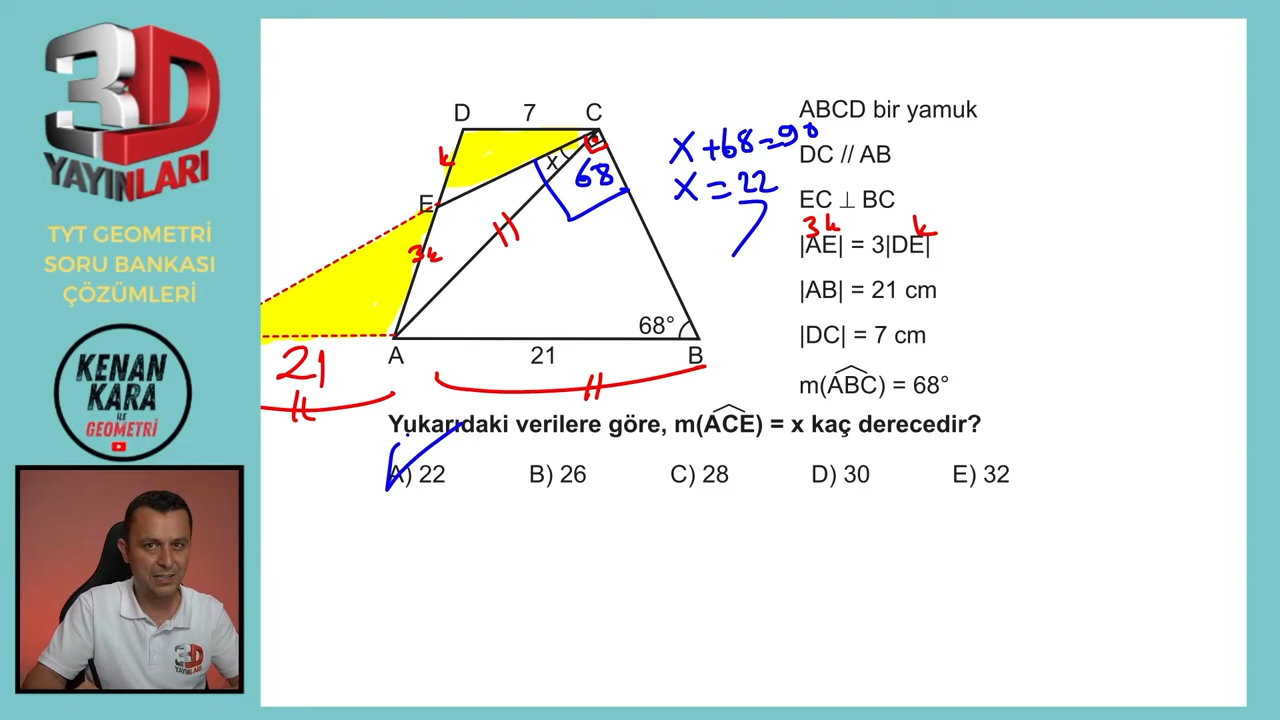 3D
YAYINLARI
TYT GEOMETRİ
SORU BANKASI
ÇÖZÜMLERİ
KENAN
KARA
İLE
GEOMETRİ
3D
YAYINLARI
D 7 C
k
x
68
E
3k
68°
A 21 B
21
x+68=90
x=22
ABCD bir yamuk
DC // AB
EC ⊥ BC
3k k
|AE| = 3|DE|
|AB| = 21 cm
|DC| = 7 cm
m(ABC) = 68°
Yukarıdaki verilere göre, m(ACE) = x kaç derecedir?
A) 22 B) 26 C) 28 D) 30 E) 32